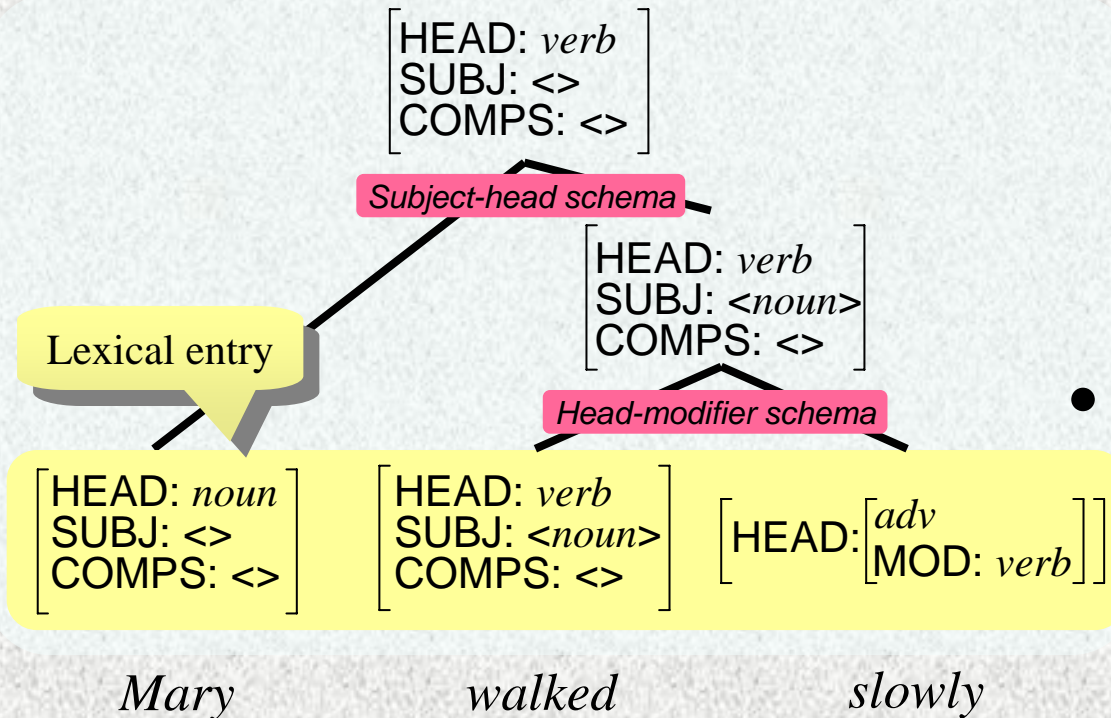 HEAD: verb
SUBJ: <>
COMPS: <>
Subject-head schema
HEAD: verb
SUBJ: <noun>
COMPS: <>
Lexical entry
Head-modifier schema
HEAD: noun
SUBJ: <>
COMPS: <>
HEAD: verb
SUBJ: <noun>
COMPS: <>
HEAD: adv
MOD: verb
Mary walked slowly